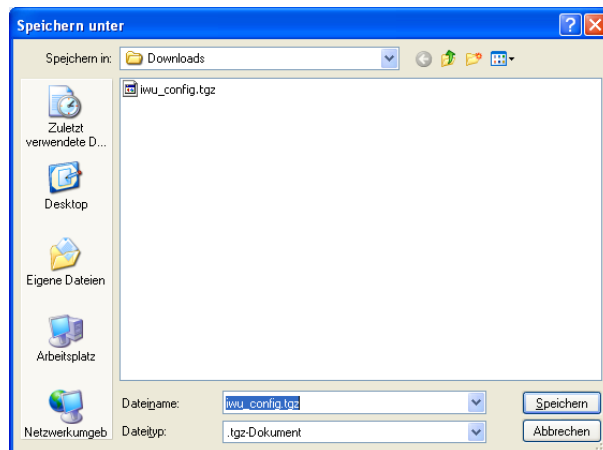 Speichern unter
Speichern in: Downloads
iwu_config.tgz
Zuletzt
verwendete D...
Desktop
Eigene Dateien
Arbeitsplatz
Netzwerkumgeb
Dateiname: iwu_config.tgz Speichern
Dateityp: .tgz-Dokument Abbrechen